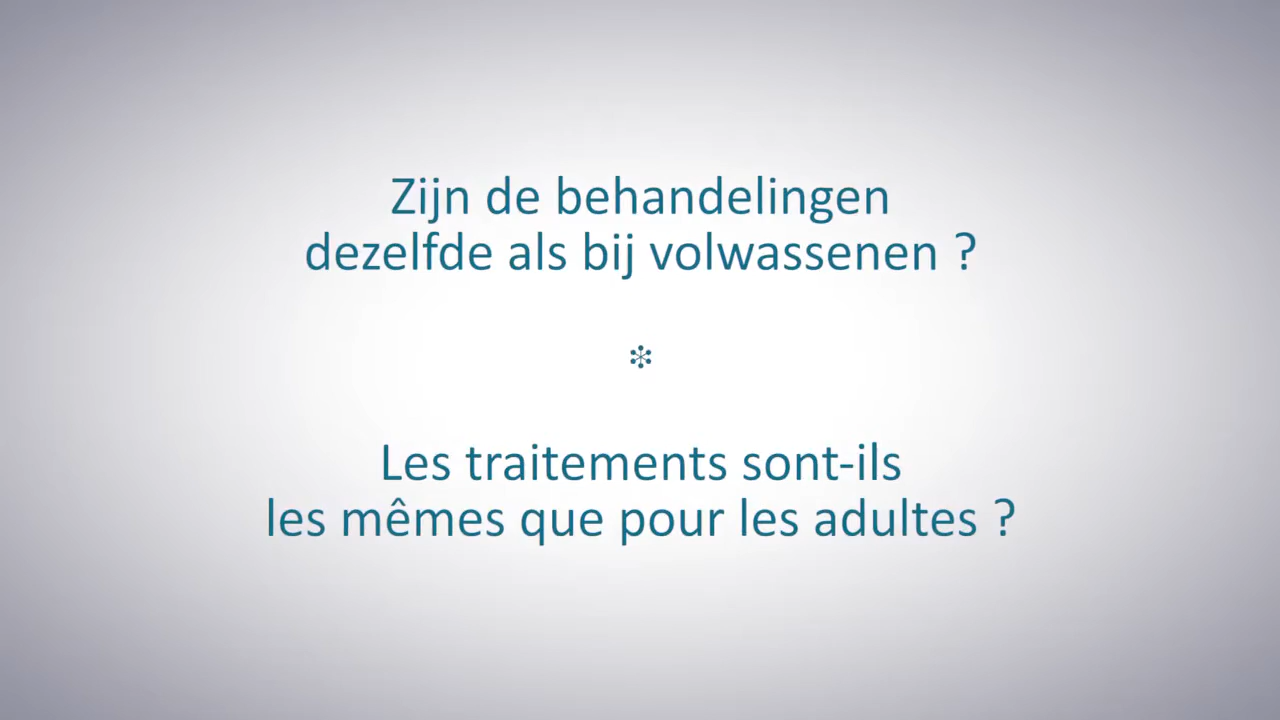 Zijn de behandelingen
dezelfde als bij volwassenen ?
Les traitements sont-ils
les mêmes que pour les adultes ?